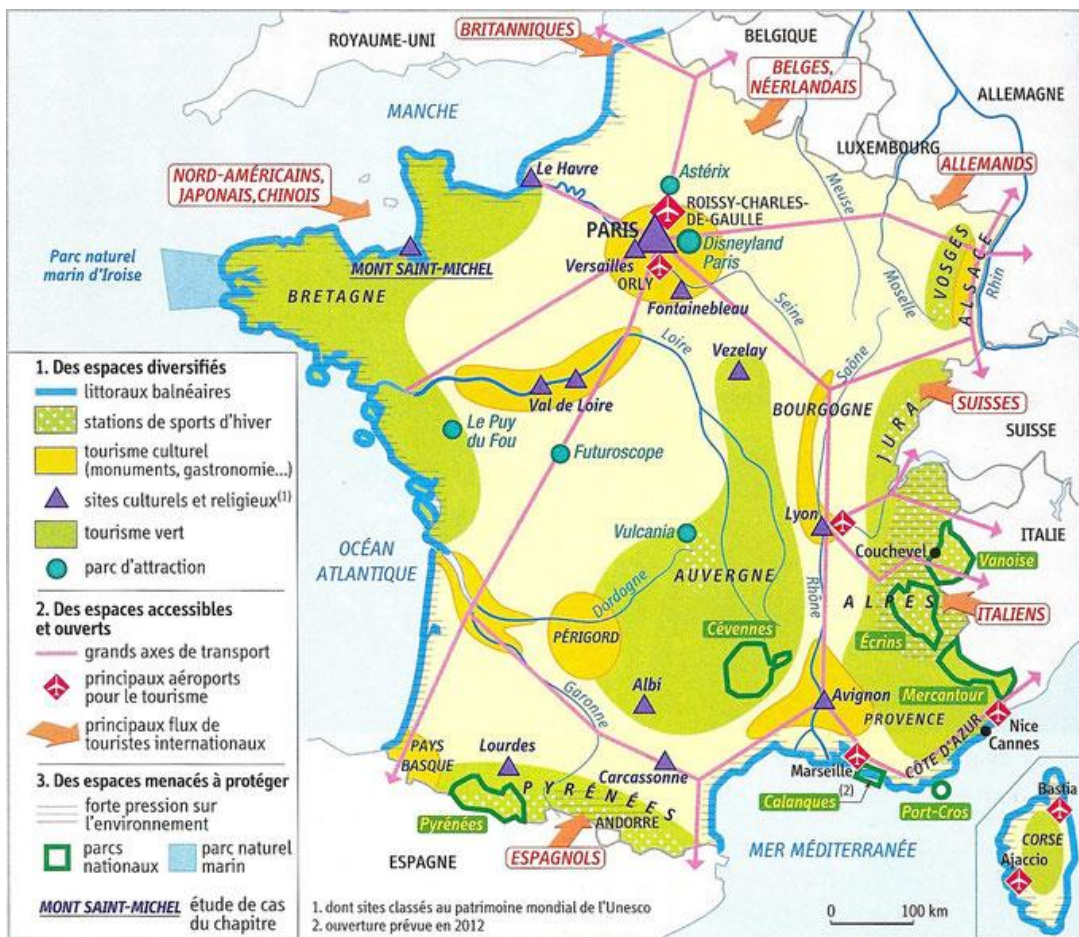 BRITANNIQUES
ROYAUME-UNI
BELGIQUE
BELGES,
NÉERLANDAIS
ALLEMAGNE
MANCHE
LUXEMBOURG
ALLEMANDS
NORD-AMÉRICAINS,
JAPONAIS,CHINOIS
Le Havre
Astérix
Meuse
ROISSY-CHARLES-
DE-GAULLE
PARIS
Disneyland
Paris
Versailles
ORLY
Fontainebleau
Parc naturel
marin d'Iroise
MONT SAINT-MICHEL
BRETAGNE
VOSGES
ALSACE
Rhin
Moselle
Seine
Loire
Vezelay
Saône
Val de Loire
BOURGOGNE
JURA
SUISSES
SUISSE
Le Puy
du Fou
Futuroscope
Vulcania
Lyon
ITALIE
OCÉAN
ATLANTIQUE
Couchevel
Vanoise
AUVERGNE
Dordogne
Rhône
ALPES
ITALIENS
PÉRIGORD
Cévennes
Écrins
Garonne
Albi
Mercantour
Avignon
PROVENCE
CÔTE D'AZUR
Nice
Cannes
PAYS
BASQUE
Lourdes
Carcassonne
Marseille
(2)
Calanques
Port-Cros
PYRÉNÉES
Pyrénées
ANDORRE
ESPAGNE
ESPAGNOLS
MER MÉDITERRANÉE
Bastia
CORSE
Ajaccio
1. Des espaces diversifiés
littoraux balnéaires
stations de sports d'hiver
tourisme culturel
(monuments, gastronomie...)
sites culturels et religieux(1)
tourisme vert
parc d'attraction
2. Des espaces accessibles
et ouverts
grands axes de transport
principaux aéroports
pour le tourisme
principaux flux de
touristes internationaux
3. Des espaces menacés à protéger
forte pression sur
l'environnement
parcs
nationaux
parc naturel
marin
MONT SAINT-MICHEL étude de cas
du chapitre
1. dont sites classés au patrimoine mondial de l'Unesco
2. ouverture prévue en 2012
0 100 km